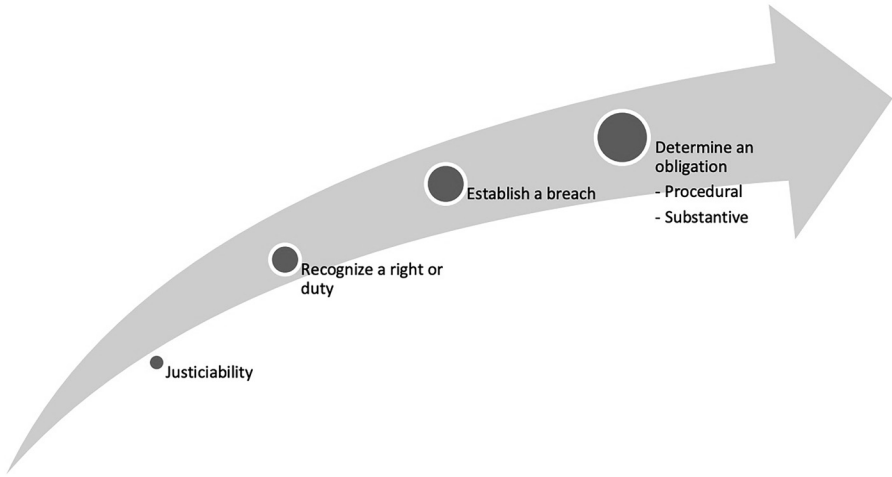 Justiciability
Recognize a right or
duty
Establish a breach
Determine an
obligation
- Procedural
- Substantive